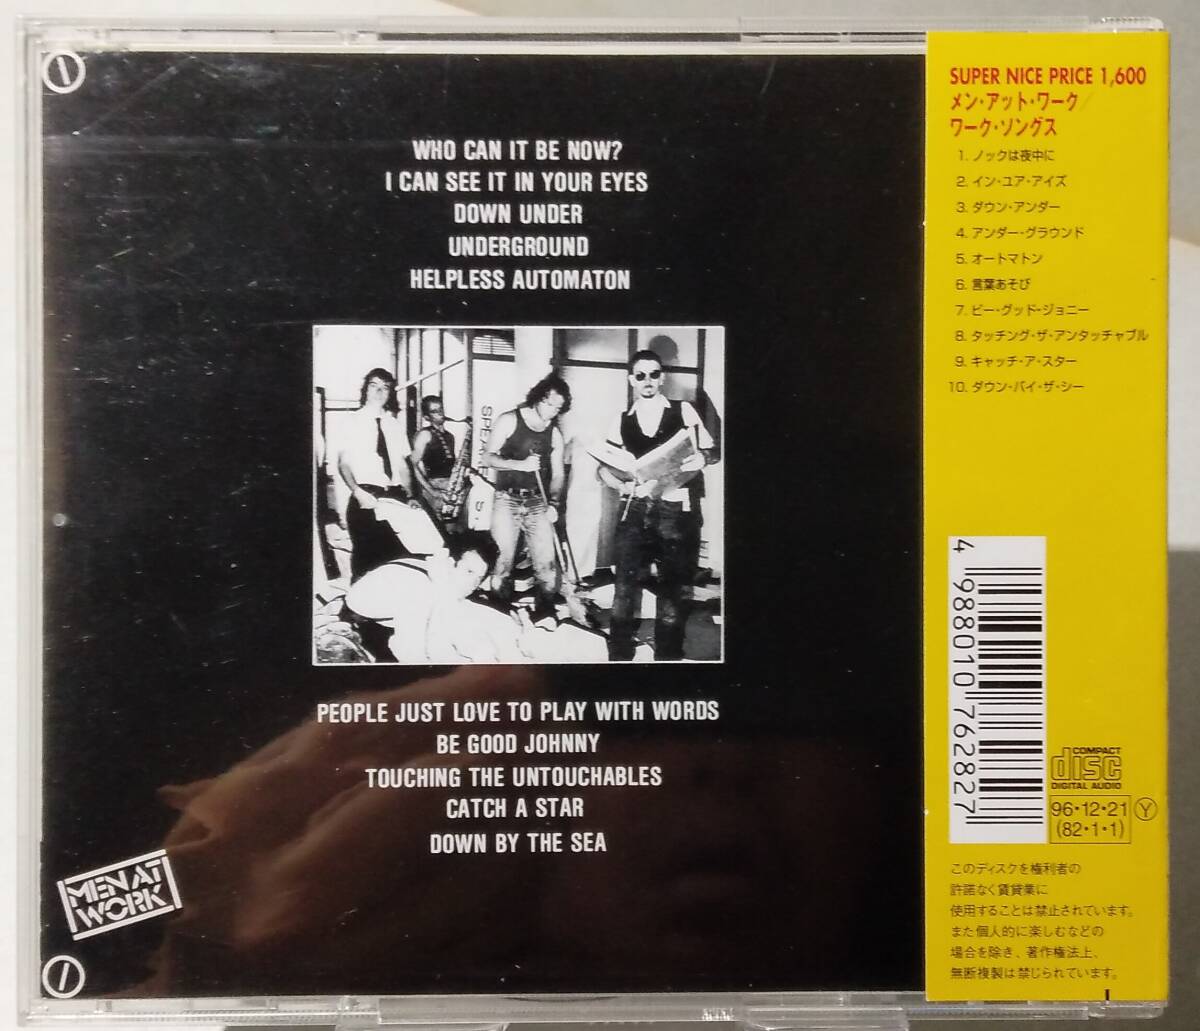 WHO CAN IT BE NOW?
I CAN SEE IT IN YOUR EYES
DOWN UNDER
UNDERGROUND
HELPLESS AUTOMATON
PEOPLE JUST LOVE TO PLAY WITH WORDS
BE GOOD JOHNNY
TOUCHING THE UNTOUCHABLES
CATCH A STAR
DOWN BY THE SEA
MEN AT
WORK
SUPER NICE PRICE 1,600
メン・アット・ワーク/
ワーク・ソングス
1. ノックは夜中に
2. イン・ユア・アイズ
3. ダウン・アンダー
4. アンダー・グラウンド
5. オートマトン
6. 言葉あそび
7. ビー・グッド・ジョニー
8. タッチング・ザ・アンタッチャブル
9. キャッチ・ア・スター
10. ダウン・バイ・ザ・シー
4 988010 762827
COMPACT
disc
DIGITAL AUDIO
96・12・21
(82・1・1)
Y
このディスクを権利者の
許諾なく賃貸業に
使用することは禁止されています。
また個人的に楽しむなどの
場合を除き、著作権法上、
無断複製は禁じられています。